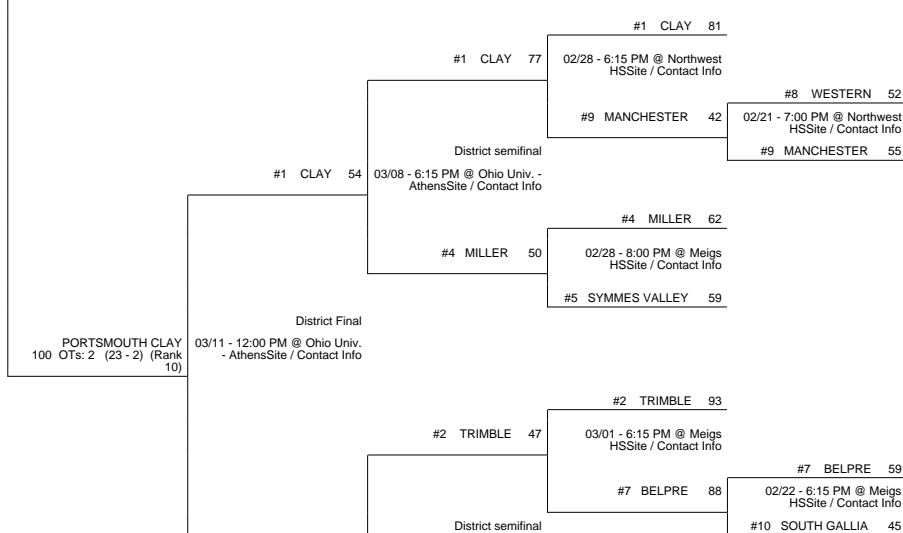 #1 CLAY 81
#1 CLAY 77
02/28 - 6:15 PM @ Northwest
HSSite / Contact Info
#8 WESTERN 52
#9 MANCHESTER 42
02/21 - 7:00 PM @ Northwest
HSSite / Contact Info
District semifinal
#9 MANCHESTER 55
#1 CLAY 54
03/08 - 6:15 PM @ Ohio Univ. -
AthensSite / Contact Info
#4 MILLER 62
#4 MILLER 50
02/28 - 8:00 PM @ Meigs
HSSite / Contact Info
#5 SYMMES VALLEY 59
District Final
PORTSMOUTH CLAY
100 OTs: 2 (23 - 2) (Rank
10)
03/11 - 12:00 PM @ Ohio Univ.
- AthensSite / Contact Info
#2 TRIMBLE 93
#2 TRIMBLE 47
03/01 - 6:15 PM @ Meigs
HSSite / Contact Info
#7 BELPRE 59
#7 BELPRE 88
02/22 - 6:15 PM @ Meigs
HSSite / Contact Info
District semifinal
#10 SOUTH GALLIA 45